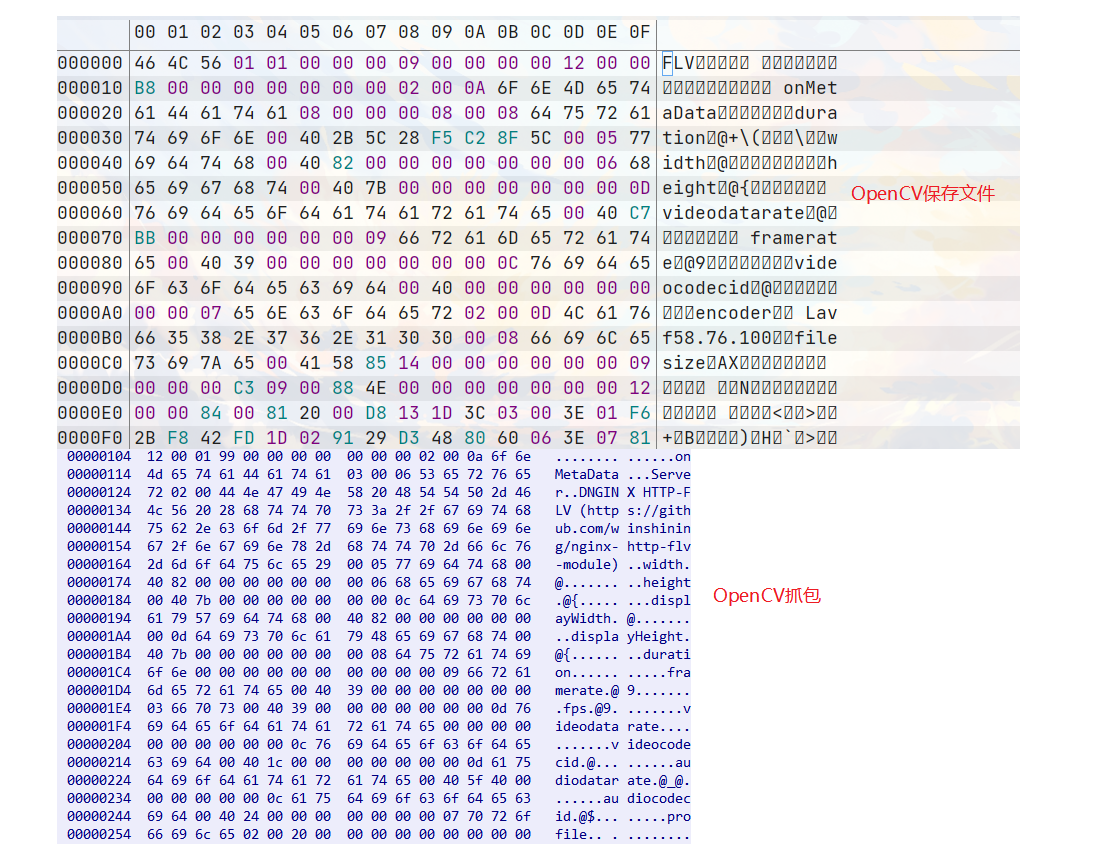 00 01 02 03 04 05 06 07 08 09 0A 0B 0C 0D 0E 0F
000000 46 4C 56 01 01 00 00 00 09 00 00 00 00 12 00 00 FLV
000010 B8 00 00 00 00 00 00 00 02 00 0A 6F 6E 4D 65 74 onMet
000020 61 44 61 74 61 08 00 00 00 08 00 08 64 75 72 61 aData dura
000030 74 69 6F 6E 00 40 2B 5C 28 F5 C2 8F 5C 00 05 77 tion @+\( \ w
000040 69 64 74 68 00 40 82 00 00 00 00 00 00 00 06 68 idth @ h
000050 65 69 67 68 74 00 40 7B 00 00 00 00 00 00 00 0D eight @{
OpenCV保存文件
000060 76 69 64 65 6F 64 61 74 61 72 61 74 65 00 40 C7 videodatarate @
000070 BB 00 00 00 00 00 00 09 66 72 61 6D 65 72 61 74 framerat
000080 65 00 40 39 00 00 00 00 00 00 00 0C 76 69 64 65 e @9 vide
000090 6F 63 6F 64 65 63 69 64 00 40 00 00 00 00 00 00 ocodecid @
0000A0 00 00 07 65 6E 63 6F 64 65 72 02 00 0D 4C 61 76 encoder Lav
0000B0 66 35 38 2E 37 36 2E 31 30 30 00 08 66 69 6C 65 f58.76.100 file
0000C0 73 69 7A 65 00 41 58 85 14 00 00 00 00 00 00 09 size AX
0000D0 00 00 00 C3 09 00 88 4E 00 00 00 00 00 00 00 12 N
0000E0 00 00 84 00 81 20 00 D8 13 1D 3C 03 00 3E 01 F6 < >
0000F0 2B F8 42 FD 1D 02 91 29 D3 48 80 60 06 3E 07 81 + B ) H ` >
00000104 12 00 01 99 00 00 00 00 00 00 00 02 00 0a 6f 6e ........ ......on
00000114 4d 65 74 61 44 61 74 61 03 00 06 53 65 72 76 65 MetaData ...Serve
00000124 72 02 00 44 4e 47 49 4e 58 20 48 54 54 50 2d 46 r..DNGIN X HTTP-F
00000134 4c 56 20 28 68 74 74 70 73 3a 2f 2f 67 69 74 68 LV (http s://gith
00000144 75 62 2e 63 6f 6d 2f 77 69 6e 73 68 69 6e 69 6e ub.com/w inshinin
00000154 67 2f 6e 67 69 6e 78 2d 68 74 74 70 2d 66 6c 76 g/nginx- http-flv
00000164 2d 6d 6f 64 75 6c 65 29 00 05 77 69 64 74 68 00 -module) ..width.
00000174 40 82 00 00 00 00 00 00 00 06 68 65 69 67 68 74 @....... ..height
OpenCV抓包
00000184 00 40 7b 00 00 00 00 00 00 00 0c 64 69 73 70 6c .@{..... ...displ
00000194 61 79 57 69 64 74 68 00 40 82 00 00 00 00 00 00 ayWidth. @.......
000001A4 00 0d 64 69 73 70 6c 61 79 48 65 69 67 68 74 00 ..displa yHeight.
000001B4 40 7b 00 00 00 00 00 00 00 08 64 75 72 61 74 69 @{...... ..durati
000001C4 6f 6e 00 00 00 00 00 00 00 00 00 00 09 66 72 61 on...... .....fra
000001D4 6d 65 72 61 74 65 00 40 39 00 00 00 00 00 00 00 merate.@ 9.......
000001E4 03 66 70 73 00 40 39 00 00 00 00 00 00 00 0d 76 .fps.@9. .......v
000001F4 69 64 65 6f 64 61 74 61 72 61 74 65 00 00 00 00 ideodata rate....
00000204 00 00 00 00 00 00 0c 76 69 64 65 6f 63 6f 64 65 .......v ideocode
00000214 63 69 64 00 40 1c 00 00 00 00 00 00 00 0d 61 75 cid.@... ......au
00000224 64 69 6f 64 61 74 61 72 61 74 65 00 40 5f 40 00 diodatar ate.@_@.
00000234 00 00 00 00 00 0c 61 75 64 69 6f 63 6f 64 65 63 ......au diocodec
00000244 69 64 00 40 24 00 00 00 00 00 00 00 07 70 72 6f id.@$... .....pro
00000254 66 69 6c 65 02 00 20 00 00 00 00 00 00 00 00 00 file.. . ........